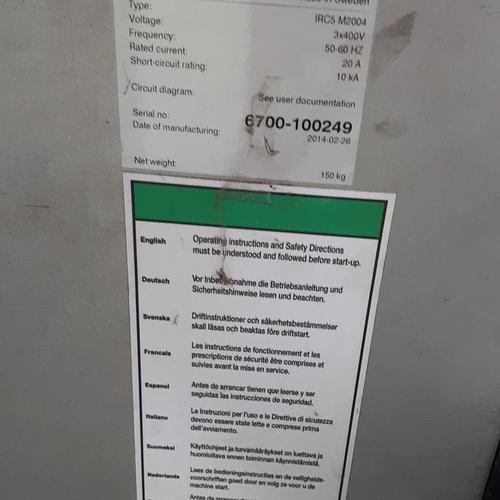 Made in Sweden
Type: IRC5 M2004
Voltage: 3x400V
Frequency: 50-60 HZ
Rated current: 20 A
Short-circuit rating: 10 kA
Circuit diagram: See user documentation
Serial no: 6700-100249
Date of manufacturing: 2014-02-26
Net weight: 150 kg
English Operating instructions and Safety Directions
must be understood and followed before start-up.
Deutsch Vor Inbetriebnahme die Betriebsanleitung und
Sicherheitshinweise lesen und beachten.
Svenska Driftinstruktioner och säkerhetsbestämmelser
skall läsas och beaktas före driftstart.
Francais Les instructions de fonctionnement et les
prescriptions de sécurité être comprises et
suivies avant la mise en service.
Espanol Antes de arrancar tienen que leerse y ser
seguidas las instrucciones de seguridad.
Italiano Le Instruzioni per l'uso e le Direttive di sicurezza
devono essere state lette e comprese prima
dell'avviamento.
Suomeksi Käyttöohjeet ja turvamääräykset on luettava ja
huomioitava ennen toiminnan käynnistämistä.
Nederlands Lees de bedieningsinstructies en de veiligheids-
voorschriften goed door en volg ze voor u de
machine start.
Antes de